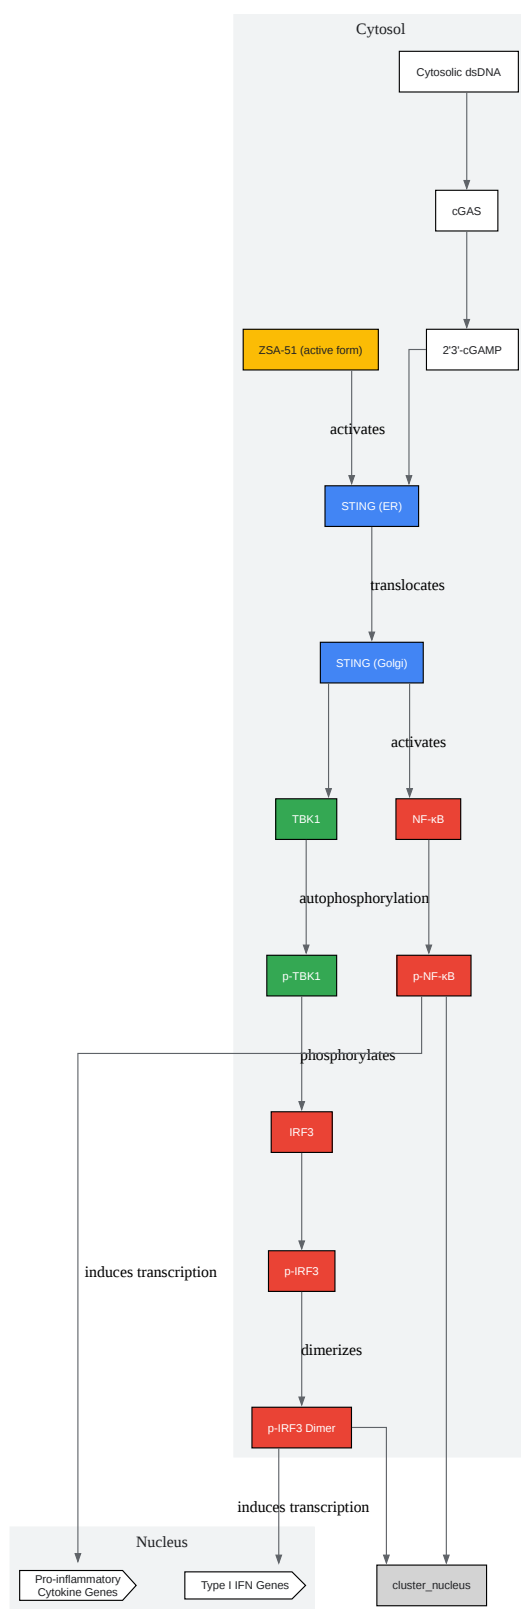 Cytosol
Cytosolic dsDNA
cGAS
ZSA-51 (active form)
2'3'-cGAMP
activates
STING (ER)
translocates
STING (Golgi)
activates
TBK1
NF-κB
autophosphorylation
p-TBK1
p-NF-κB
phosphorylates
IRF3
p-IRF3
induces transcription
dimerizes
p-IRF3 Dimer
induces transcription
Nucleus
Pro-inflammatory
Cytokine Genes
Type I IFN Genes
cluster_nucleus